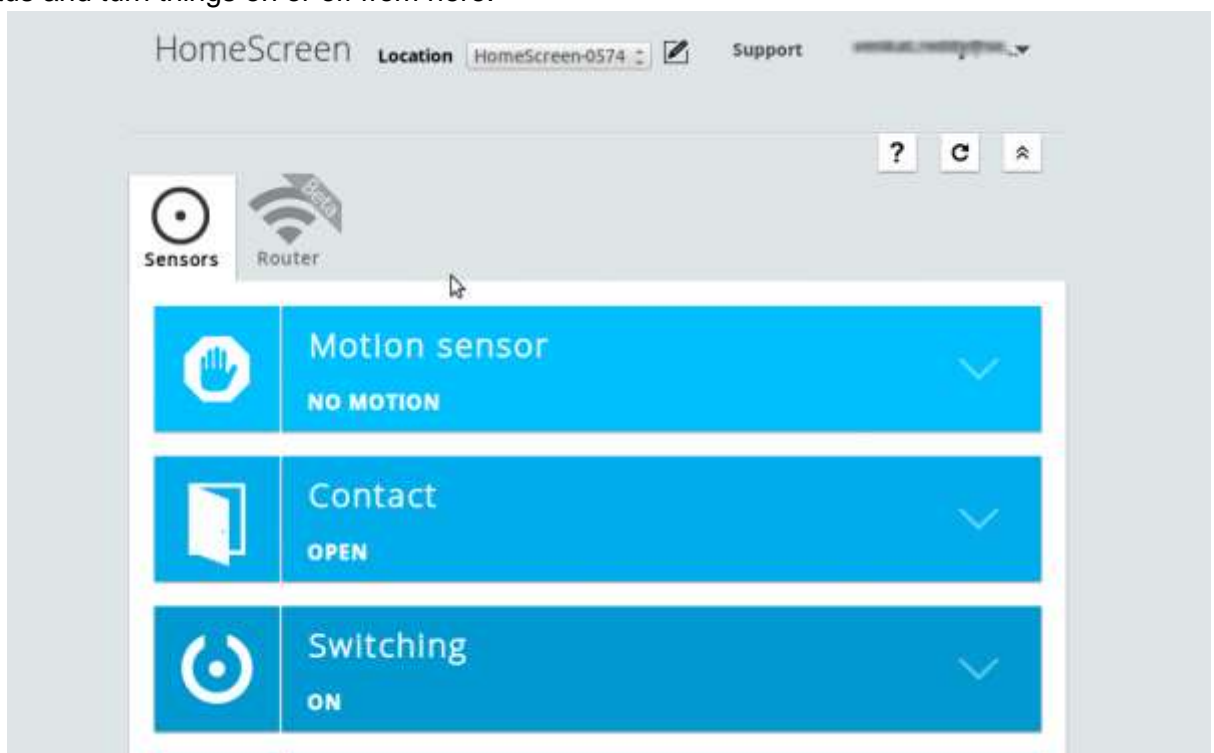 and turn things on or off from here.
HomeScreen Location HomeScreen-0574 Support
?
Beta
Sensors Router
Motion sensor
NO MOTION
Contact
OPEN
Switching
ON